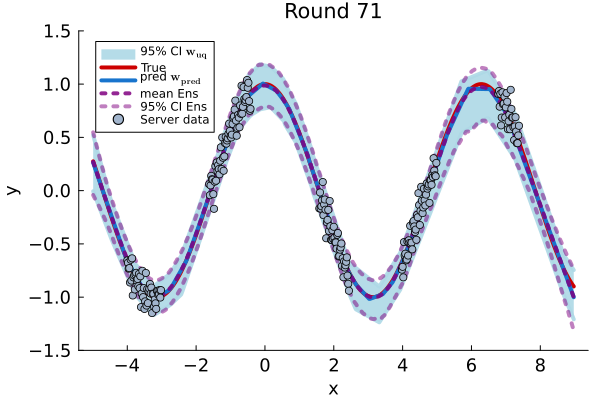 Round 71
95% CI w_uq
True
pred w_pred
mean Ens
95% CI Ens
Server data
y
1.5
1.0
0.5
0.0
−0.5
−1.0
−1.5
−4 −2 0 2 4 6 8
x